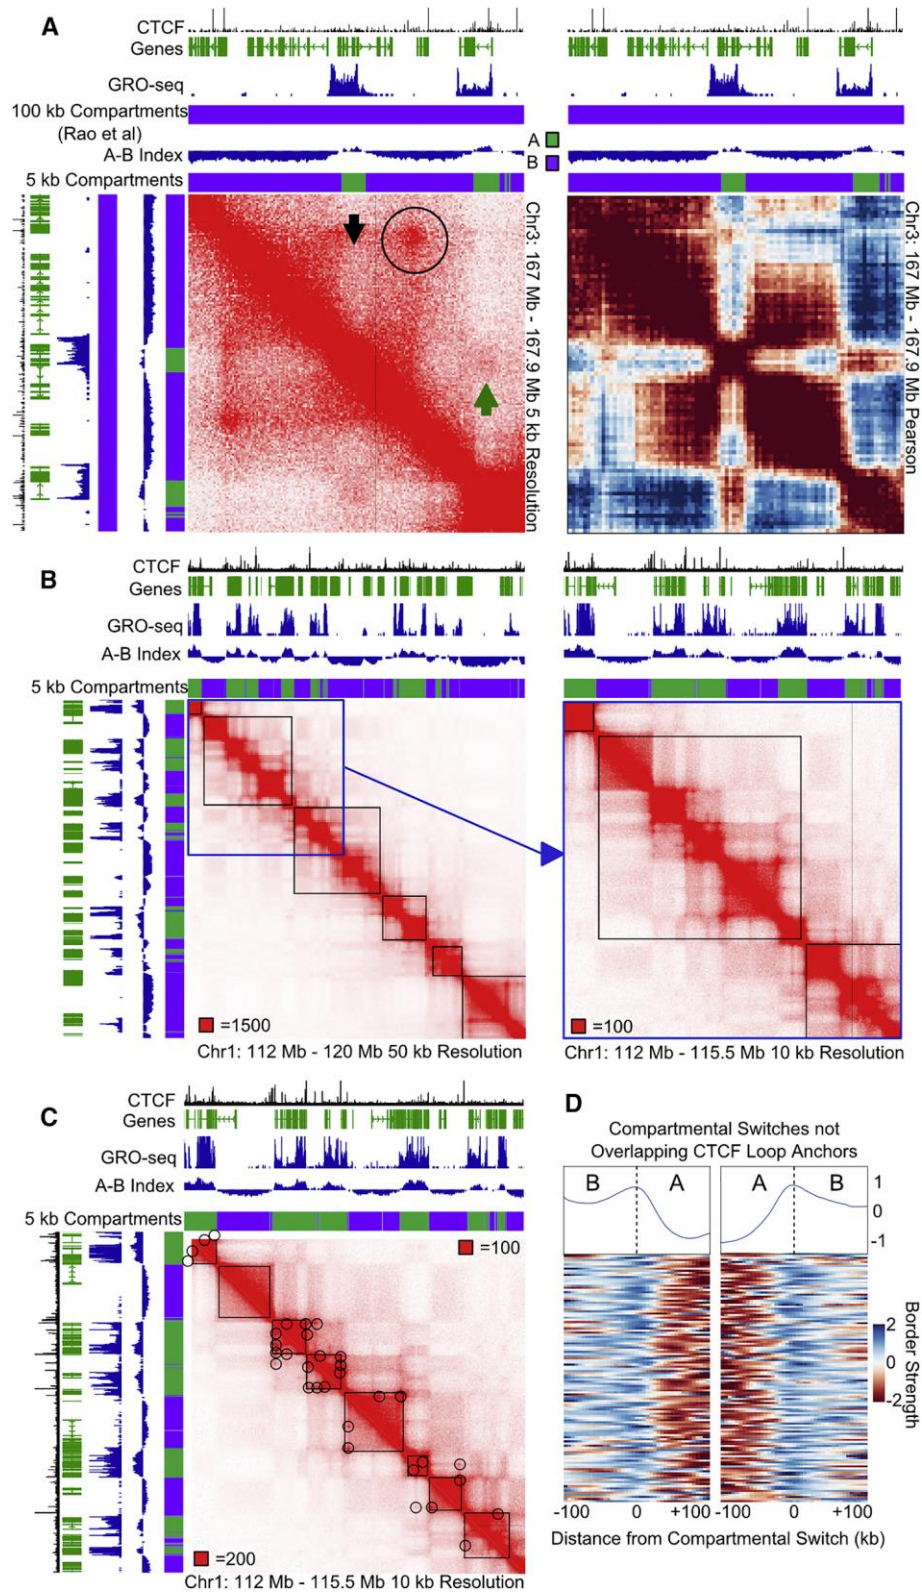 A
CTCF
Genes
GRO-seq
100 kb Compartments
(Rao et al)
A-B Index
5 kb Compartments
A
B
Chr3: 167 Mb - 167.9 Mb 5 kb Resolution
Chr3: 167 Mb - 167.9 Mb Pearson
B
CTCF
Genes
GRO-seq
A-B Index
5 kb Compartments
=1500
=100
Chr1: 112 Mb - 120 Mb 50 kb Resolution
Chr1: 112 Mb - 115.5 Mb 10 kb Resolution
C
CTCF
Genes
GRO-seq
A-B Index
5 kb Compartments
=100
=200
Chr1: 112 Mb - 115.5 Mb 10 kb Resolution
D
Compartmental Switches not
Overlapping CTCF Loop Anchors
B A A B
1
0
-1
2
0
-2
Border Strength
-100 0 +100 -100 0 +100
Distance from Compartmental Switch (kb)